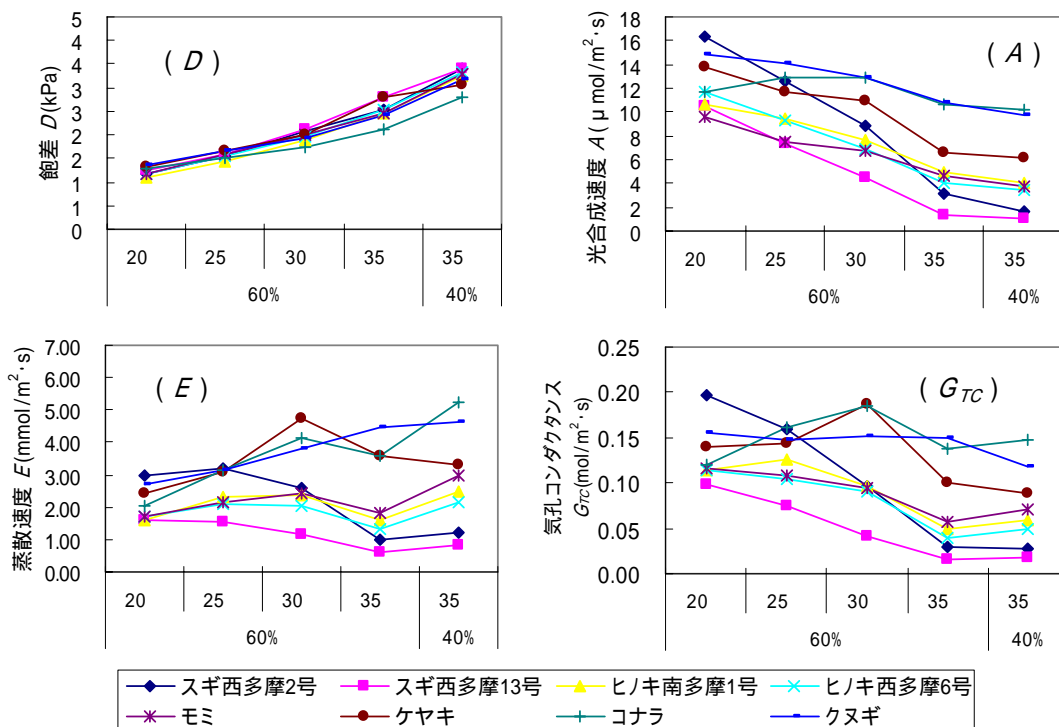 5
4
4
3
3
2
2
1
1
0
飽差 D(kPa)
( D )
20 25 30 35 35
60% 40%
18
16
14
12
10
8
6
4
2
0
光合成速度 A( μ mol/m²·s)
( A )
20 25 30 35 35
60% 40%
7.00
6.00
5.00
4.00
3.00
2.00
1.00
0.00
蒸散速度 E (mmol/m²·s)
( E )
20 25 30 35 35
60% 40%
0.25
0.20
0.15
0.10
0.05
0.00
気孔コンダクタンス
GTC(mol/m²·s)
( GTC )
20 25 30 35 35
60% 40%
スギ西多摩2号 スギ西多摩13号 ヒノキ南多摩1号 ヒノキ西多摩6号
モミ ケヤキ コナラ クヌギ